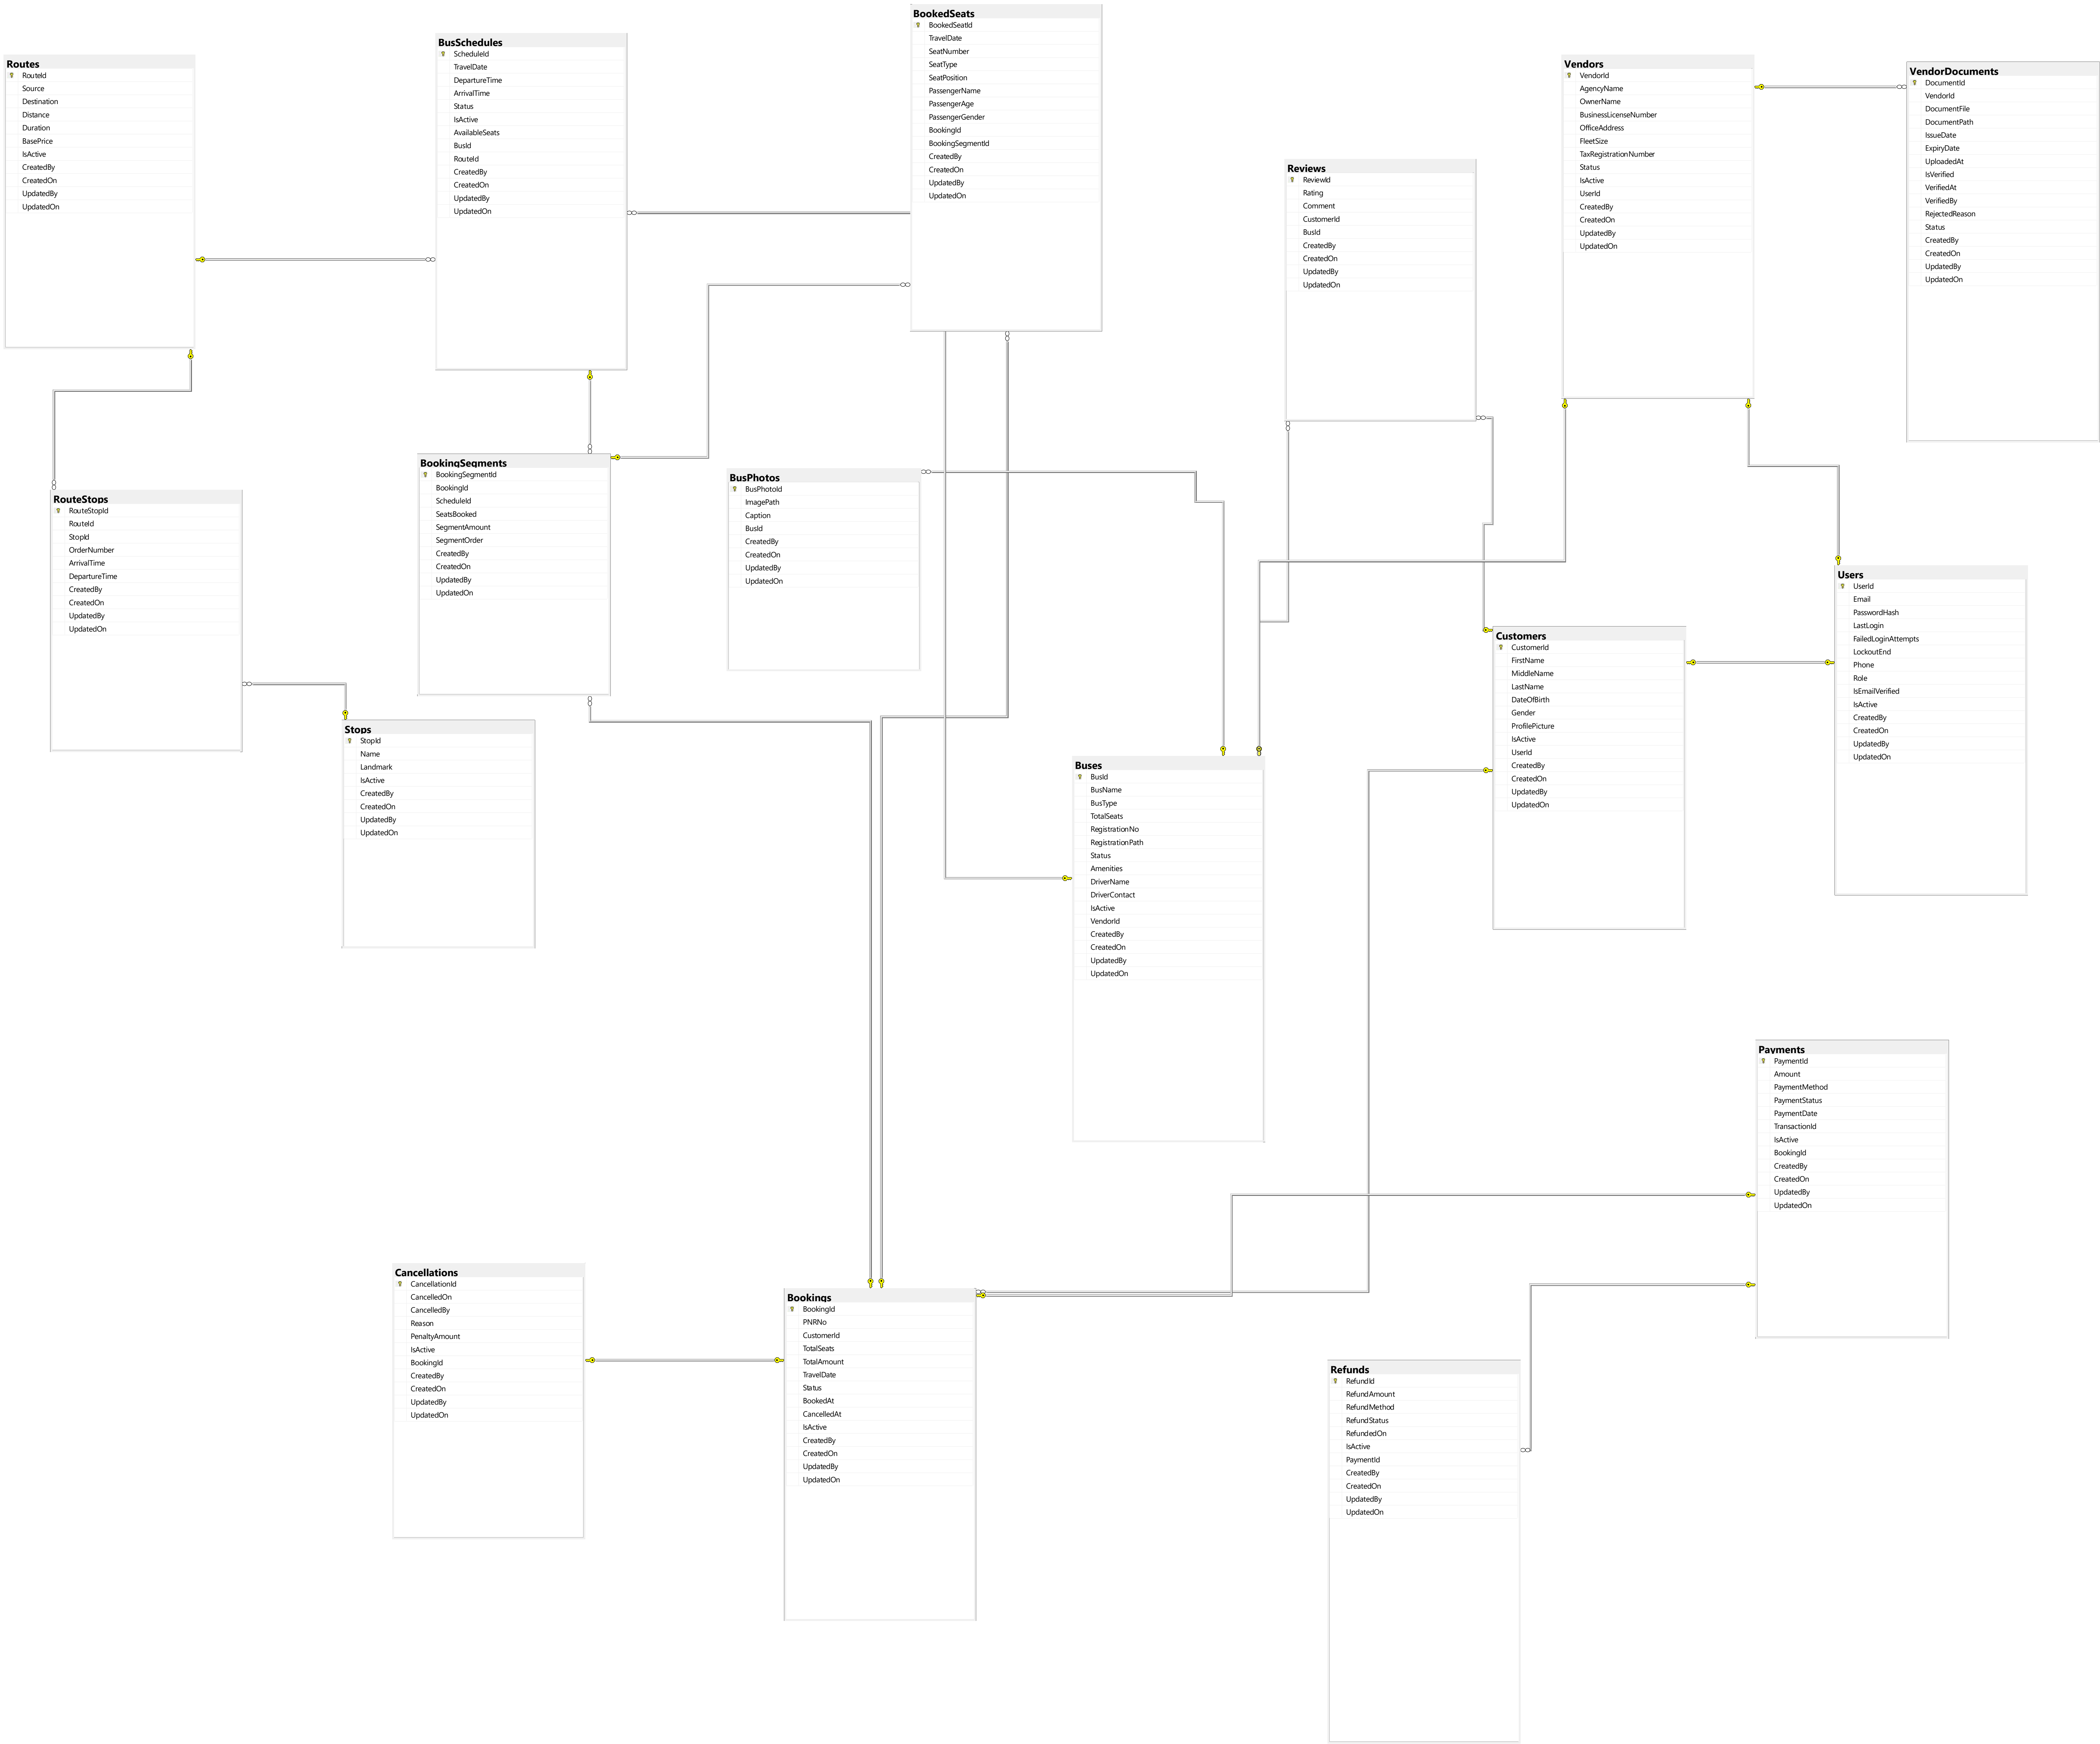 Routes
RouteId
Source
Destination
Distance
Duration
BasePrice
IsActive
CreatedBy
CreatedOn
UpdatedBy
UpdatedOn
BusSchedules
ScheduleId
TravelDate
DepartureTime
ArrivalTime
Status
IsActive
AvailableSeats
BusId
RouteId
CreatedBy
CreatedOn
UpdatedBy
UpdatedOn
BookedSeats
BookedSeatId
TravelDate
SeatNumber
SeatType
SeatPosition
PassengerName
PassengerAge
PassengerGender
BookingId
BookingSegmentId
CreatedBy
CreatedOn
UpdatedBy
UpdatedOn
Reviews
ReviewId
Rating
Comment
CustomerId
BusId
CreatedBy
CreatedOn
UpdatedBy
UpdatedOn
Vendors
VendorId
AgencyName
OwnerName
BusinessLicenseNumber
OfficeAddress
FleetSize
TaxRegistrationNumber
Status
IsActive
UserId
CreatedBy
CreatedOn
UpdatedBy
UpdatedOn
VendorDocuments
DocumentId
VendorId
DocumentFile
DocumentPath
IssueDate
ExpiryDate
UploadedAt
IsVerified
VerifiedAt
VerifiedBy
RejectedReason
Status
CreatedBy
CreatedOn
UpdatedBy
UpdatedOn
RouteStops
RouteStopId
RouteId
StopId
OrderNumber
ArrivalTime
DepartureTime
CreatedBy
CreatedOn
UpdatedBy
UpdatedOn
BookingSegments
BookingSegmentId
BookingId
ScheduleId
SeatsBooked
SegmentAmount
SegmentOrder
CreatedBy
CreatedOn
UpdatedBy
UpdatedOn
BusPhotos
BusPhotoId
ImagePath
Caption
BusId
CreatedBy
CreatedOn
UpdatedBy
UpdatedOn
Users
UserId
Email
PasswordHash
LastLogin
FailedLoginAttempts
LockoutEnd
Phone
Role
IsEmailVerified
IsActive
CreatedBy
CreatedOn
UpdatedBy
UpdatedOn
Customers
CustomerId
FirstName
MiddleName
LastName
DateOfBirth
Gender
ProfilePicture
IsActive
UserId
CreatedBy
CreatedOn
UpdatedBy
UpdatedOn
Stops
StopId
Name
Landmark
IsActive
CreatedBy
CreatedOn
UpdatedBy
UpdatedOn
Buses
BusId
BusName
BusType
TotalSeats
RegistrationNo
RegistrationPath
Status
Amenities
DriverName
DriverContact
IsActive
VendorId
CreatedBy
CreatedOn
UpdatedBy
UpdatedOn
Payments
PaymentId
Amount
PaymentMethod
PaymentStatus
PaymentDate
TransactionId
IsActive
BookingId
CreatedBy
CreatedOn
UpdatedBy
UpdatedOn
Cancellations
CancellationId
CancelledOn
CancelledBy
Reason
PenaltyAmount
IsActive
BookingId
CreatedBy
CreatedOn
UpdatedBy
UpdatedOn
Bookings
BookingId
PNRNo
CustomerId
TotalSeats
TotalAmount
TravelDate
Status
BookedAt
CancelledAt
IsActive
CreatedBy
CreatedOn
UpdatedBy
UpdatedOn
Refunds
RefundId
RefundAmount
RefundMethod
RefundStatus
RefundedOn
IsActive
PaymentId
CreatedBy
CreatedOn
UpdatedBy
UpdatedOn